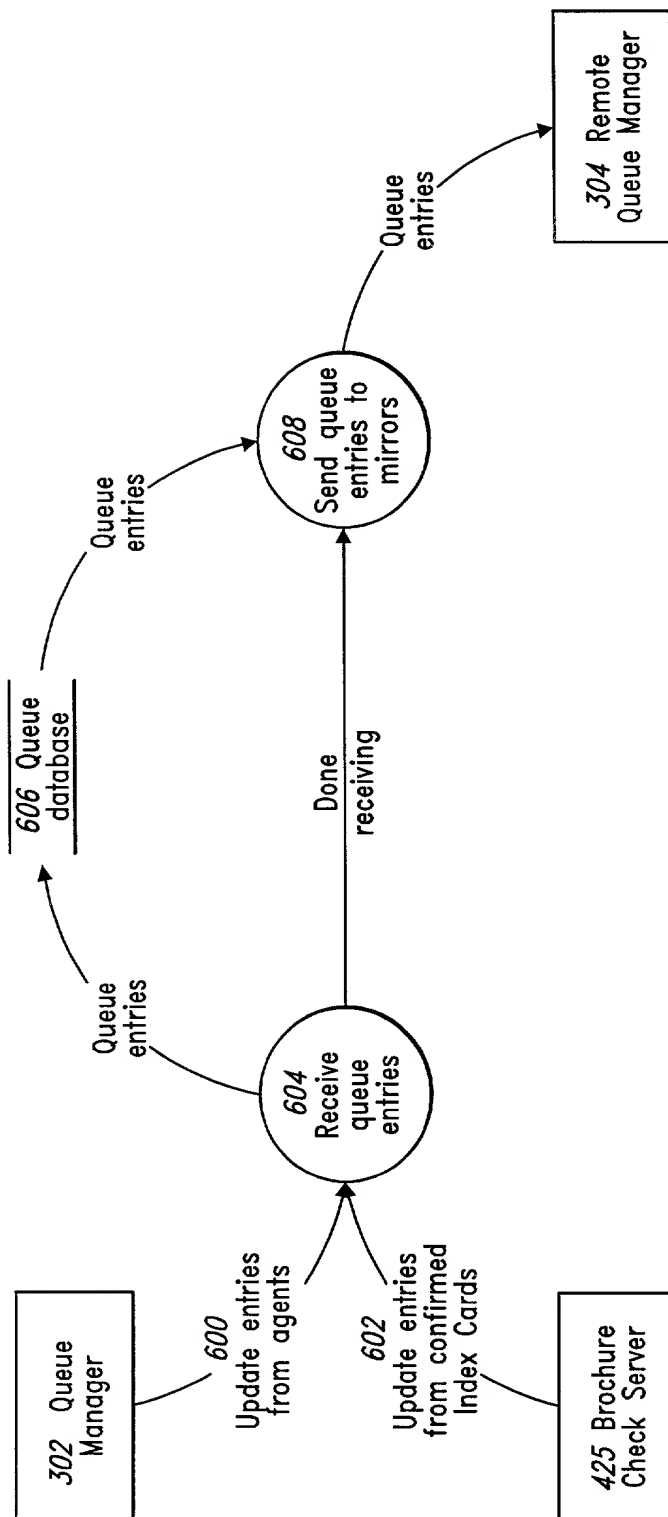 302 Queue
Manager
600
Update entries
from agents
602
Update entries
from confirmed
Index Cards
425 Brochure
Check Server
604
Receive
queue
entries
Queue
entries
606 Queue
database
Done
receiving
Queue
entries
608
Send queue
entries to
mirrors
Queue
entries
304 Remote
Queue Manager